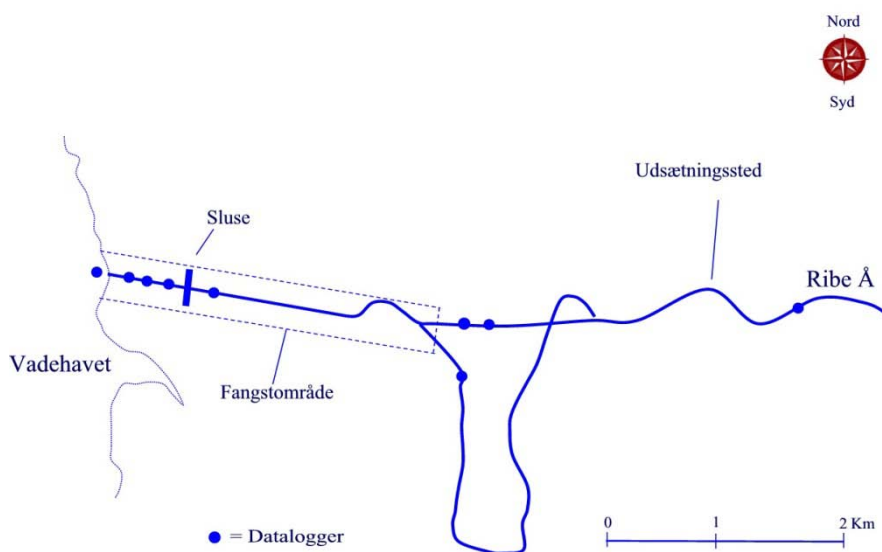 Nord
Syd
Udsætningssted
Sluse
Ribe Å
Vadehavet
Fangstområde
= Datalogger
0 1 2 Km